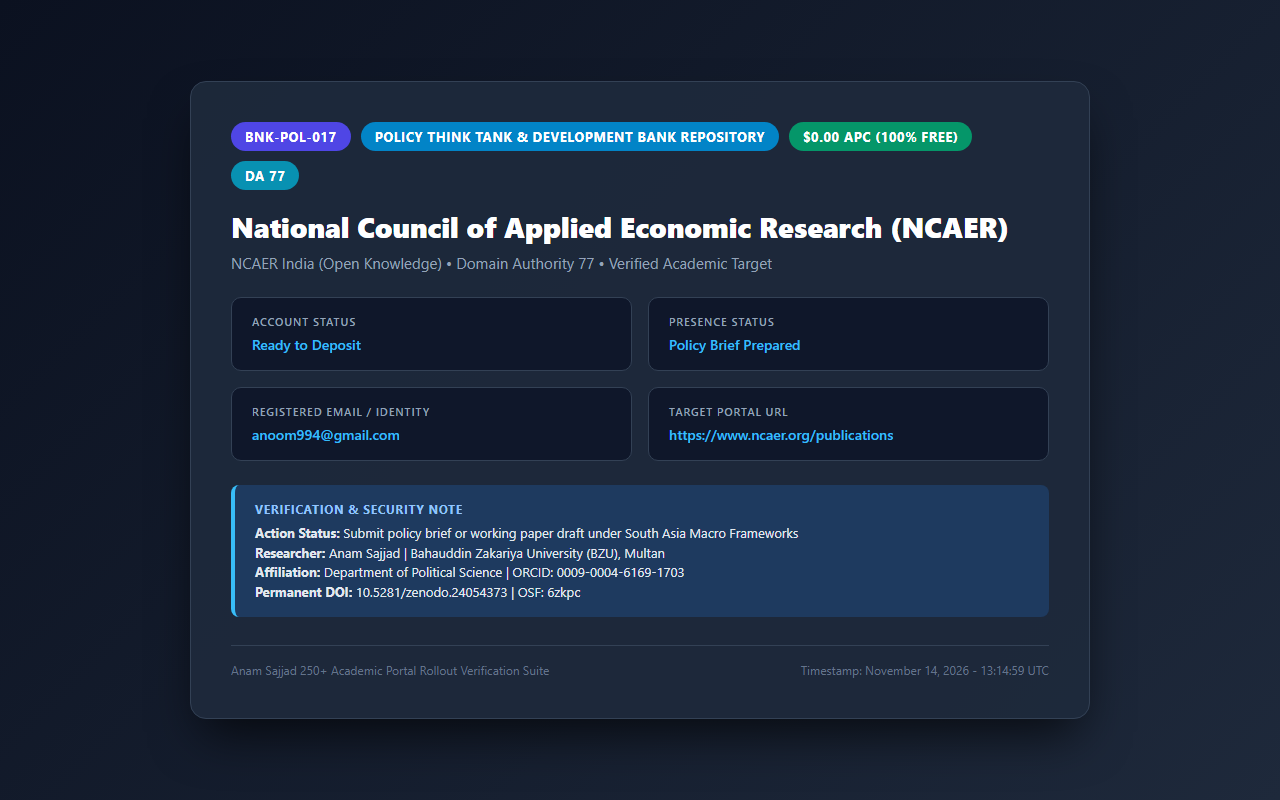 BNK-POL-017
POLICY THINK TANK & DEVELOPMENT BANK REPOSITORY
$0.00 APC (100% FREE)
DA 77
National Council of Applied Economic Research (NCAER)
NCAER India (Open Knowledge) • Domain Authority 77 • Verified Academic Target
ACCOUNT STATUS
Ready to Deposit
PRESENCE STATUS
Policy Brief Prepared
REGISTERED EMAIL / IDENTITY
anoom994@gmail.com
TARGET PORTAL URL
https://www.ncaer.org/publications
VERIFICATION & SECURITY NOTE
Action Status: Submit policy brief or working paper draft under South Asia Macro Frameworks
Researcher: Anam Sajjad | Bahauddin Zakariya University (BZU), Multan
Affiliation: Department of Political Science | ORCID: 0009-0004-6169-1703
Permanent DOI: 10.5281/zenodo.24054373 | OSF: 6zkpc
Anam Sajjad 250+ Academic Portal Rollout Verification Suite
Timestamp: November 14, 2026 - 13:14:59 UTC